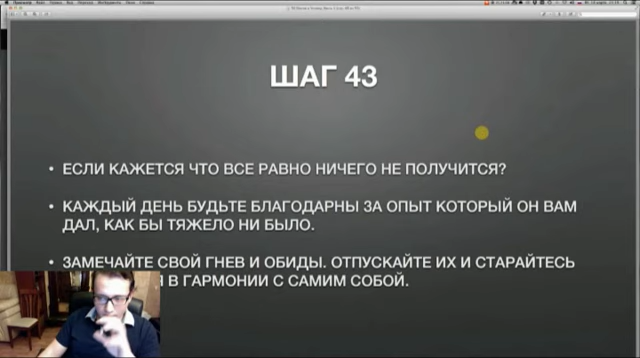 ШАГ 43
• ЕСЛИ КАЖЕТСЯ ЧТО ВСЕ РАВНО НИЧЕГО НЕ ПОЛУЧИТСЯ?
• КАЖДЫЙ ДЕНЬ БУДЬТЕ БЛАГОДАРНЫ ЗА ОПЫТ КОТОРЫЙ ОН ВАМ
ДАЛ, КАК БЫ ТЯЖЕЛО НИ БЫЛО.
• ЗАМЕЧАЙТЕ СВОЙ ГНЕВ И ОБИДЫ. ОТПУСКАЙТЕ ИХ И СТАРАЙТЕСЬ
В ГАРМОНИИ С САМИМ СОБОЙ.